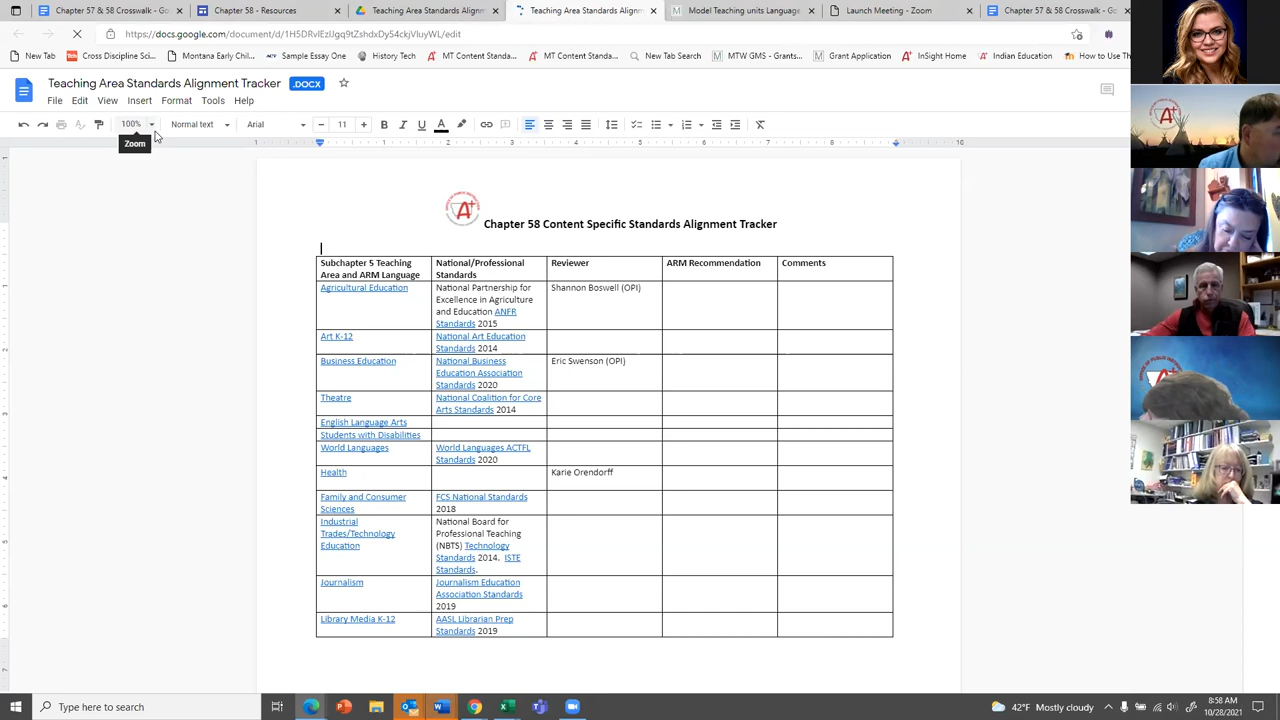 Chapter 57 & 58 Crosswalk - Go
Chapter 58 - Resources
Teaching Area Standards Alignm
Teaching Area Standards Alignm
Model Teaching units Language
Launch Meeting - Zoom
Chapter 57 & 58 Crosswalk - Go
New Tab
Cross Discipline Sci...
Montana Early Chil...
Sample Essay One
History Tech
MT Content Standa...
MT Content Standa...
New Tab Search
MTW GMS - Grants...
Grant Application
InSight Home
Indian Education
How to Use Th
Teaching Area Standards Alignment Tracker
.DOCX
File Edit View Insert Format Tools Help
100%
Normal text
Arial
11
Zoom
Chapter 58 Content Specific Standards Alignment Tracker
Subchapter 5 Teaching
Area and ARM Language
National/Professional
Standards
Reviewer
ARM Recommendation
Comments
Agricultural Education
National Partnership for
Excellence in Agriculture
and Education ANFR
Standards 2015
Shannon Boswell (OPI)
Art K-12
National Art Education
Standards 2014
Business Education
National Business
Education Association
Standards 2020
Eric Swenson (OPI)
Theatre
National Coalition for Core
Arts Standards 2014
English Language Arts
Students with Disabilities
World Languages
World Languages ACTFL
Standards 2020
Health
Karie Orendorff
Family and Consumer
Sciences
FCS National Standards
2018
Industrial
Trades/Technology
Education
National Board for
Professional Teaching
(NBTS) Technology
Standards 2014. ISTE
Standards.
Journalism
Journalism Education
Association Standards
2019
Library Media K-12
AASL Librarian Prep
Standards 2019
Type here to search
42°F Mostly cloudy
8:58 AM
10/28/2021